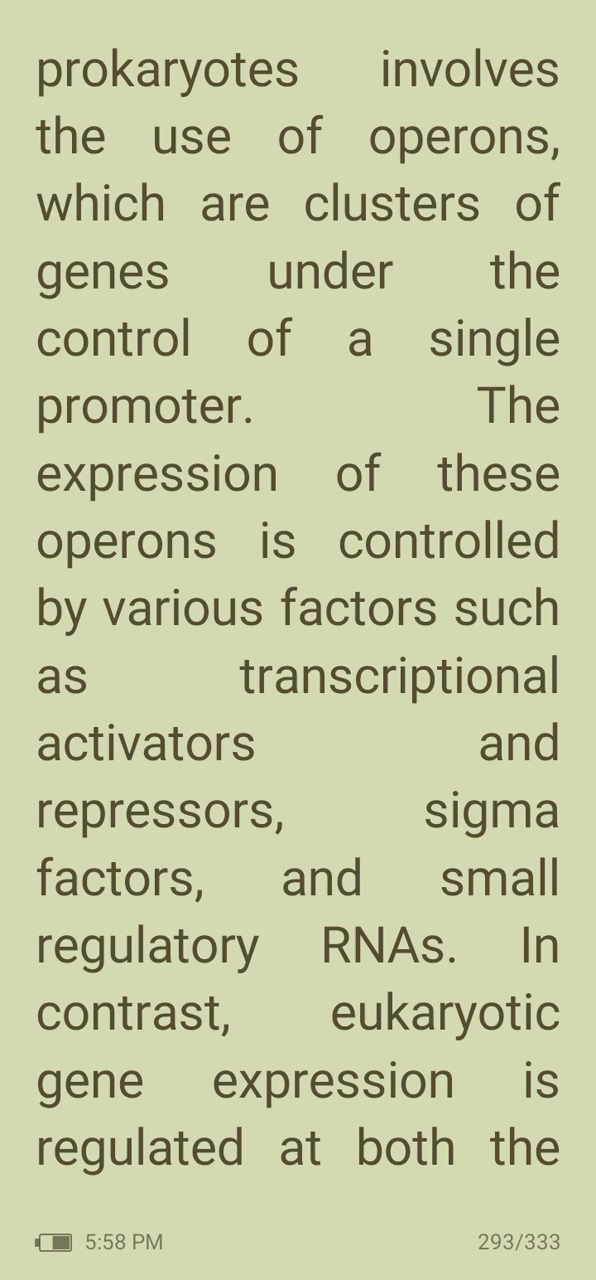 prokaryotes involves
the use of operons,
which are clusters of
genes under the
control of a single
promoter. The
expression of these
operons is controlled
by various factors such
as transcriptional
activators and
repressors, sigma
factors, and small
regulatory RNAs. In
contrast, eukaryotic
gene expression is
regulated at both the
5:58 PM 293/333